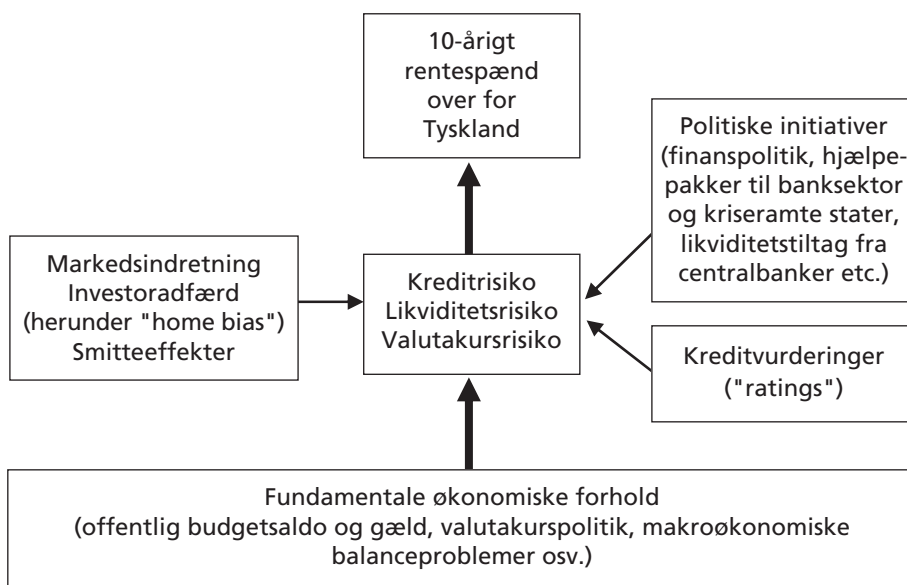 10-årigt
rentespænd
over for
Tyskland
Politiske initiativer
(finanspolitik, hjælpe-
pakker til banksektor
og kriseramte stater,
likviditetstiltag fra
centralbanker etc.)
Markedsindretning
Investoradfærd
(herunder "home bias")
Smitteeffekter
Kreditrisiko
Likviditetsrisiko
Valutakursrisiko
Kreditvurderinger
("ratings")
Fundamentale økonomiske forhold
(offentlig budgetsaldo og gæld, valutakurspolitik, makroøkonomiske
balanceproblemer osv.)